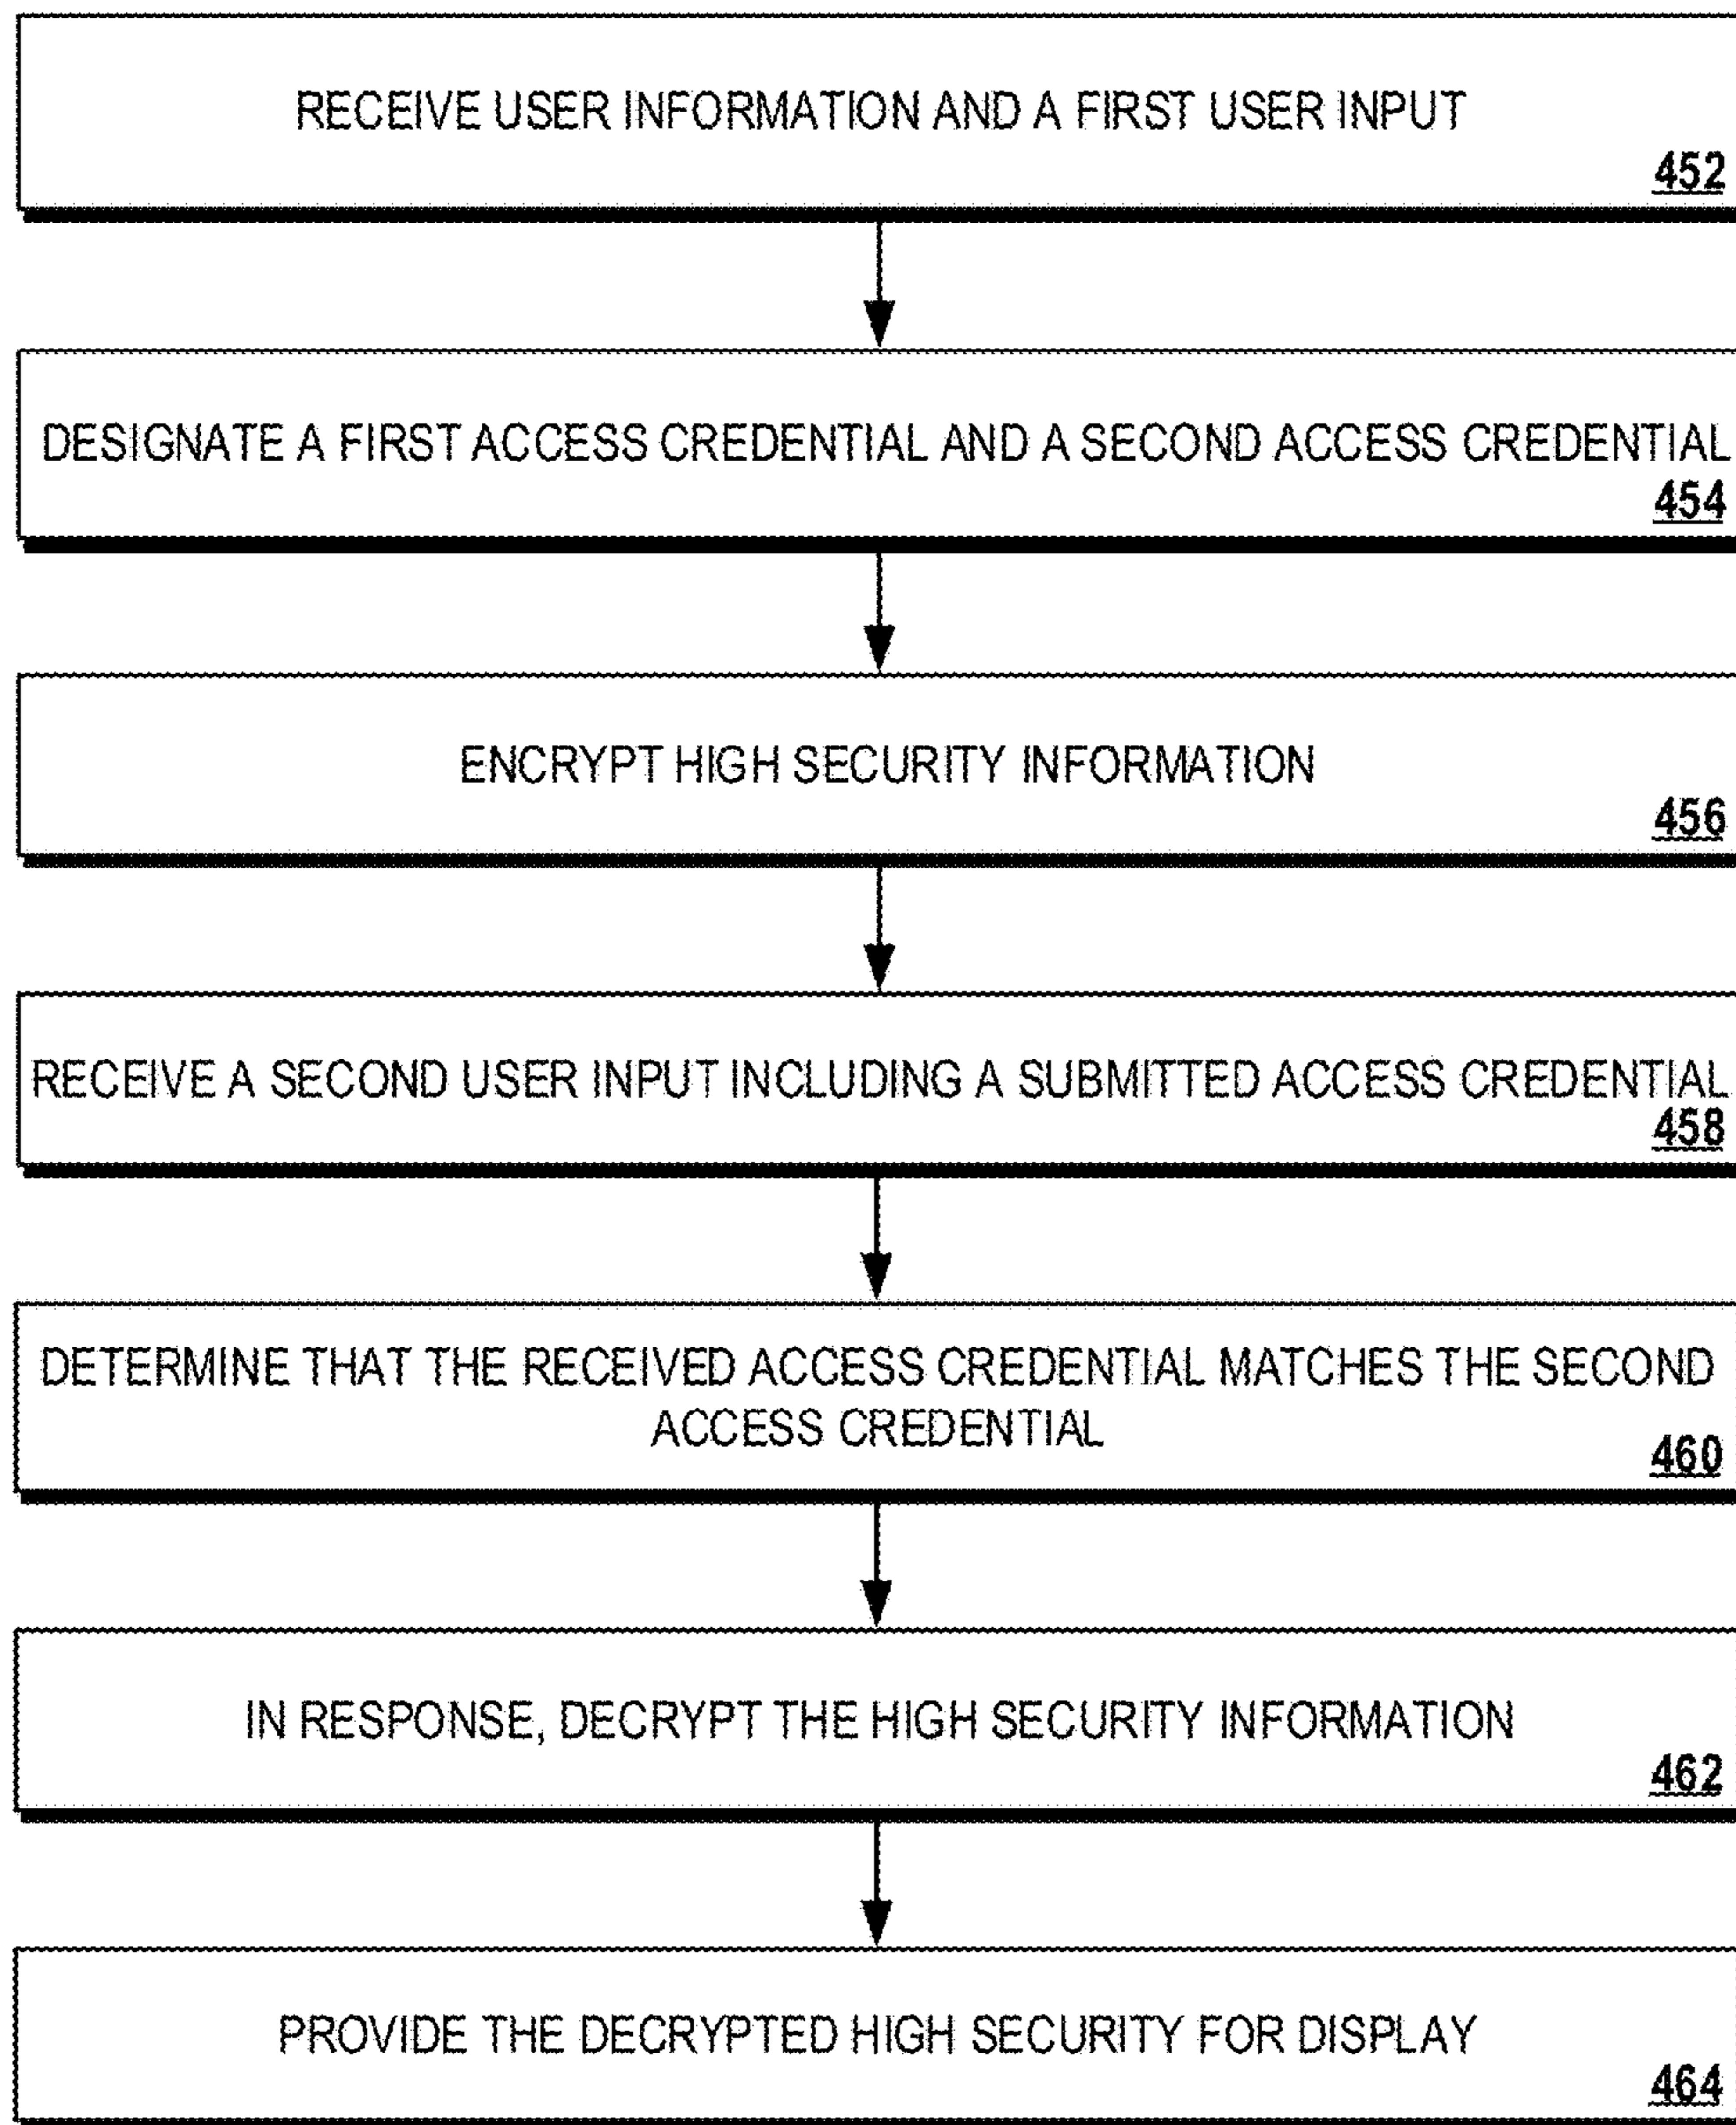 RECEIVE USER INFORMATION AND A FIRST USER INPUT
452
DESIGNATE A FIRST ACCESS CREDENTIAL AND A SECOND ACCESS CREDENTIAL
454
ENCRYPT HIGH SECURITY INFORMATION
456
RECEIVE A SECOND USER INPUT INCLUDING A SUBMITTED ACCESS CREDENTIAL
458
DETERMINE THAT THE RECEIVED ACCESS CREDENTIAL MATCHES THE SECOND
ACCESS CREDENTIAL
460
IN RESPONSE, DECRYPT THE HIGH SECURITY INFORMATION
462
PROVIDE THE DECRYPTED HIGH SECURITY FOR DISPLAY
464